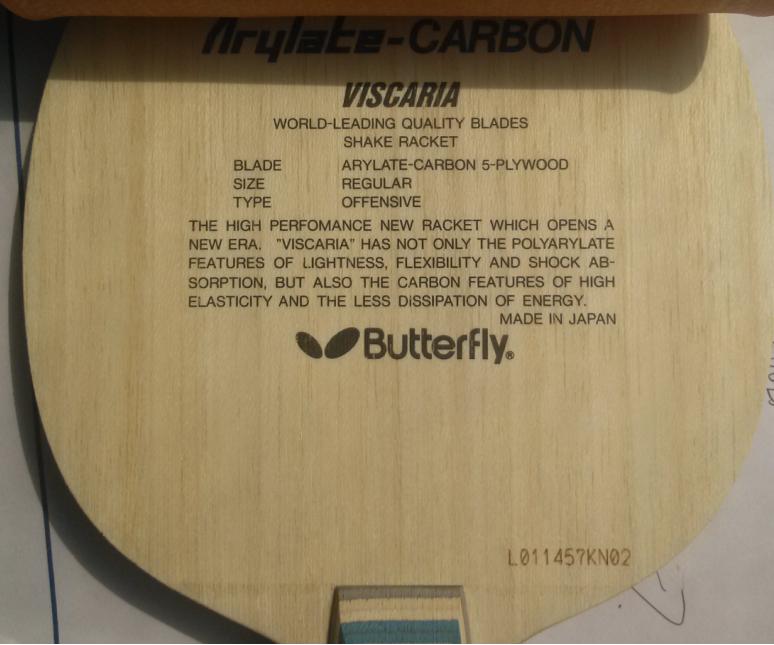 Arylate-CARBON
VISCARIA
WORLD-LEADING QUALITY BLADES
SHAKE RACKET
BLADE ARYLATE-CARBON 5-PLYWOOD
SIZE REGULAR
TYPE OFFENSIVE
THE HIGH PERFOMANCE NEW RACKET WHICH OPENS A
NEW ERA. "VISCARIA" HAS NOT ONLY THE POLYARYLATE
FEATURES OF LIGHTNESS, FLEXIBILITY AND SHOCK AB-
SORPTION, BUT ALSO THE CARBON FEATURES OF HIGH
ELASTICITY AND THE LESS DISSIPATION OF ENERGY.
MADE IN JAPAN
Butterfly®
L011457KN02